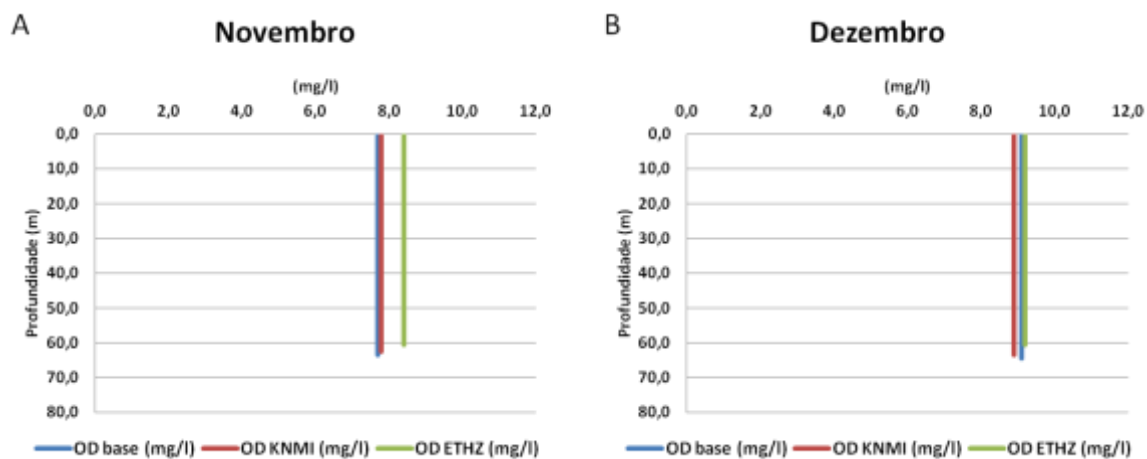 A
Novembro
(mg/l)
0,0 2,0 4,0 6,0 8,0 10,0 12,0
0,0
10,0
20,0
30,0
40,0
50,0
60,0
70,0
80,0
Profundidade (m)
OD base (mg/l) OD KNMI (mg/l) OD ETHZ (mg/l)
B
Dezembro
(mg/l)
0,0 2,0 4,0 6,0 8,0 10,0 12,0
0,0
10,0
20,0
30,0
40,0
50,0
60,0
70,0
80,0
Profundidade (m)
OD base (mg/l) OD KNMI (mg/l) OD ETHZ (mg/l)